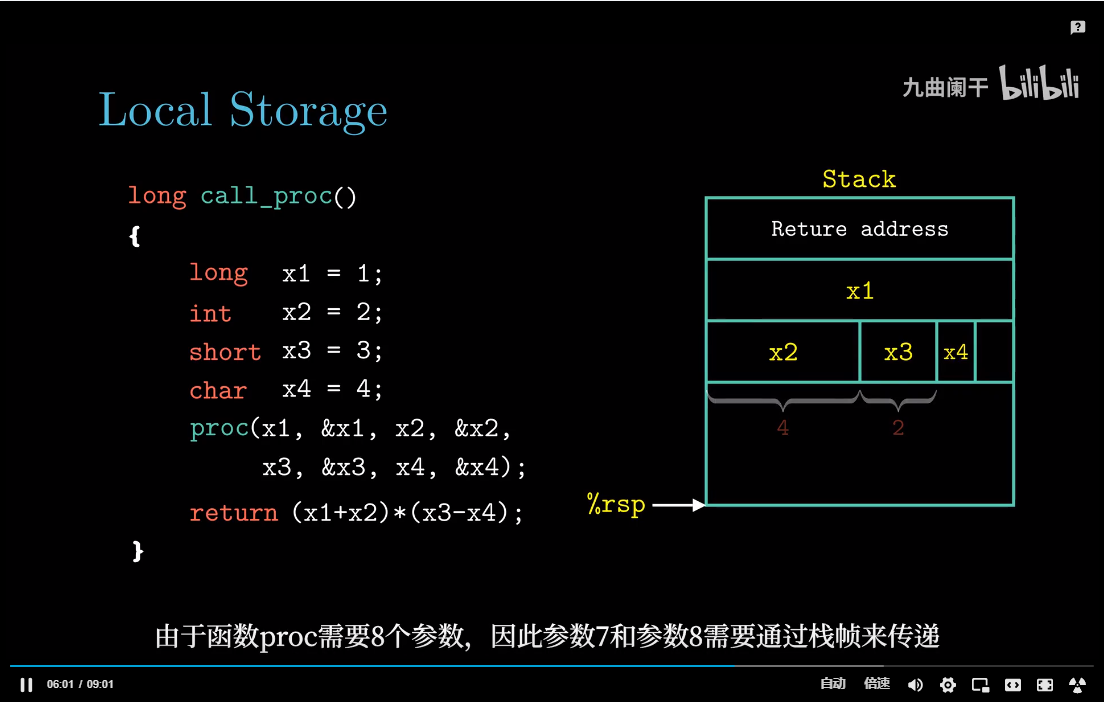 九曲阑干 bilibili
Local Storage
long call_proc()
{
long x1 = 1;
int x2 = 2;
short x3 = 3;
char x4 = 4;
proc(x1, &x1, x2, &x2,
x3, &x3, x4, &x4);
return (x1+x2)*(x3-x4);
}
Stack
Reture address
x1
x2 x3 x4
4 2
%rsp
由于函数proc需要8个参数，因此参数7和参数8需要通过栈帧来传递
06:01 / 09:01 自动 倍速